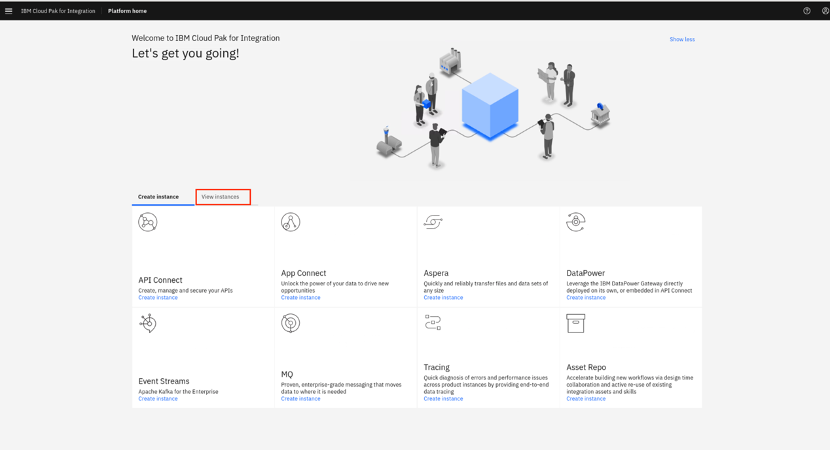 IBM Cloud Pak for Integration
Platform home
Welcome to IBM Cloud Pak for Integration
Show less
Let's get you going!
Create instance
View instances
API Connect
Create, manage and secure your APIs
Create instance
App Connect
Unlock the power of your data to drive new
opportunities
Create instance
Aspera
Quickly and reliably transfer files and data sets of
any size
Create instance
DataPower
Leverage the IBM DataPower Gateway directly
deployed on its own, or embedded in API Connect
Create instance
Event Streams
Apache Kafka for the Enterprise
Create instance
MQ
Proven, enterprise-grade messaging that moves
data to where it is needed
Create instance
Tracing
Quick diagnosis of errors and performance issues
across product instances by providing end-to-end
data tracing
Create instance
Asset Repo
Accelerate building new workflows via design time
collaboration and active re-use of existing
integration assets and skills
Create instance